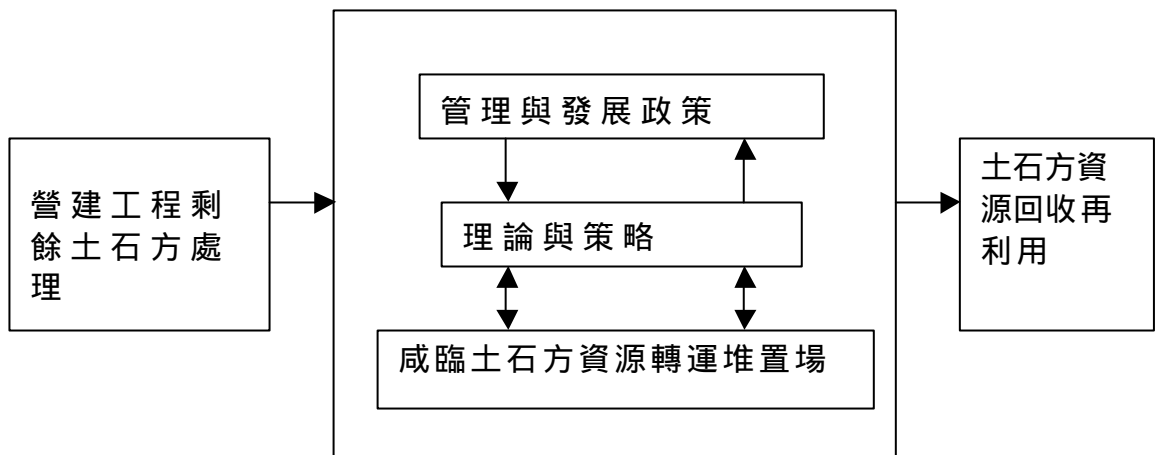 營建工程剩
餘土石方處
理
管理與發展政策
理論與策略
咸臨土石方資源轉運堆置場
土石方資
源回收再
利用